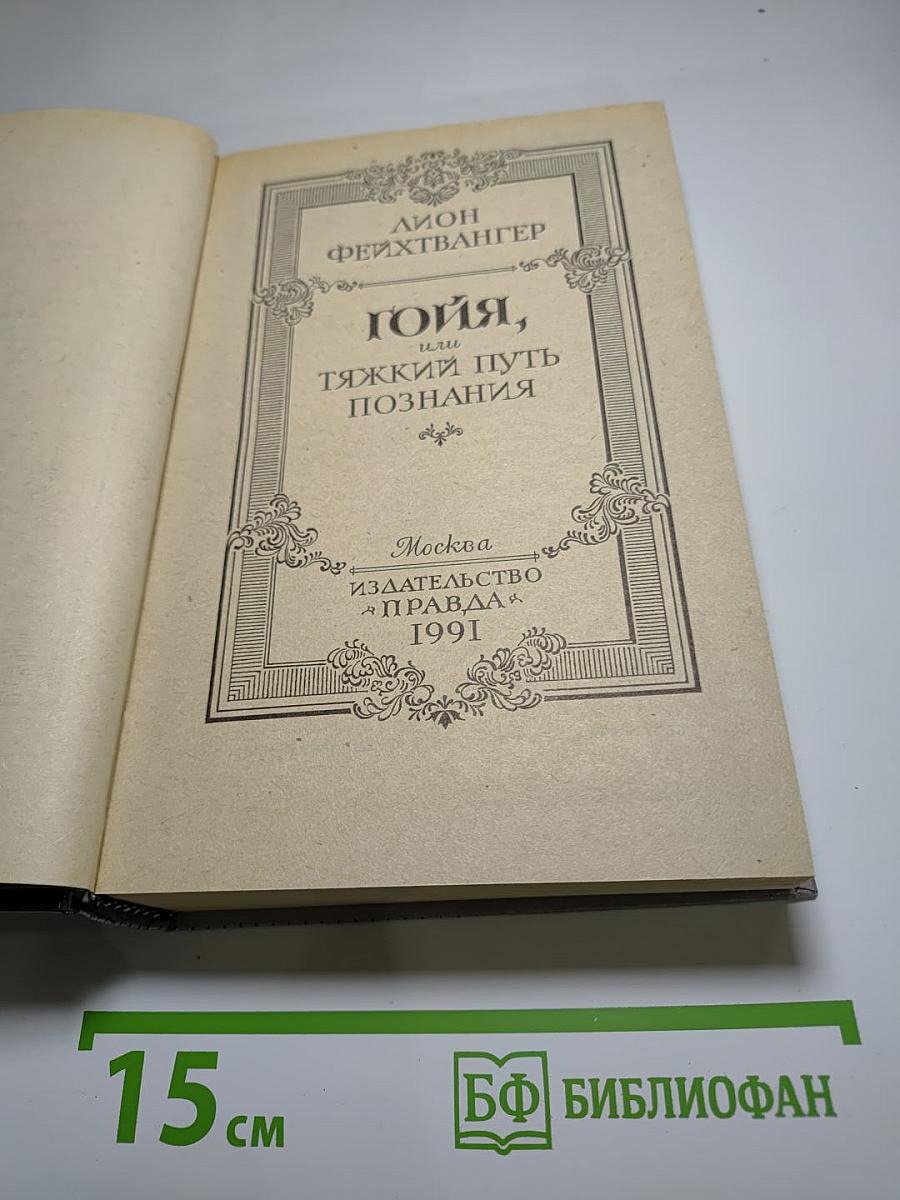 ЛИОН
ФЕЙХТВАНГЕР
ГОЙЯ,
или
ТЯЖКИЙ ПУТЬ
ПОЗНАНИЯ
Москва
ИЗДАТЕЛЬСТВО
ПРАВДА
1991
15 см
БФ БИБЛИОФАН